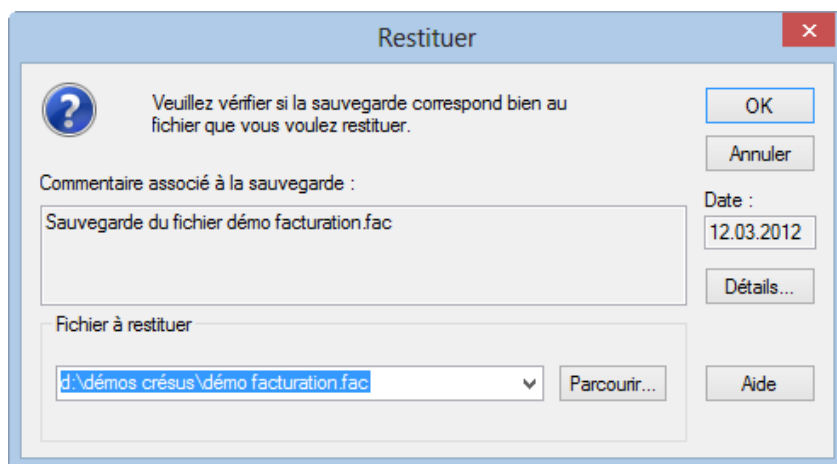 Restituer
Veuillez vérifier si la sauvegarde correspond bien au
fichier que vous voulez restituer.
OK
Annuler
Commentaire associé à la sauvegarde :
Sauvegarde du fichier démo facturation.fac
Date :
12.03.2012
Détails...
Fichier à restituer
d:\démos crésus\démo facturation.fac
Parcourir...
Aide